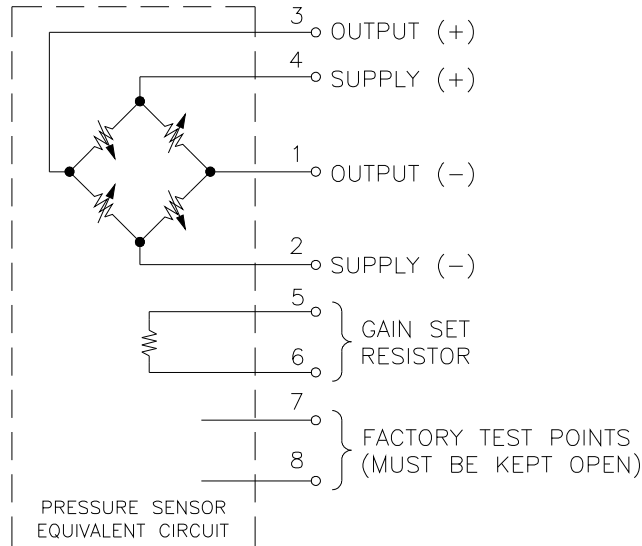 3
OUTPUT (+)
4
SUPPLY (+)
1
OUTPUT (-)
2
SUPPLY (-)
5
GAIN SET
RESISTOR
6
7
FACTORY TEST POINTS
(MUST BE KEPT OPEN)
8
PRESSURE SENSOR
EQUIVALENT CIRCUIT